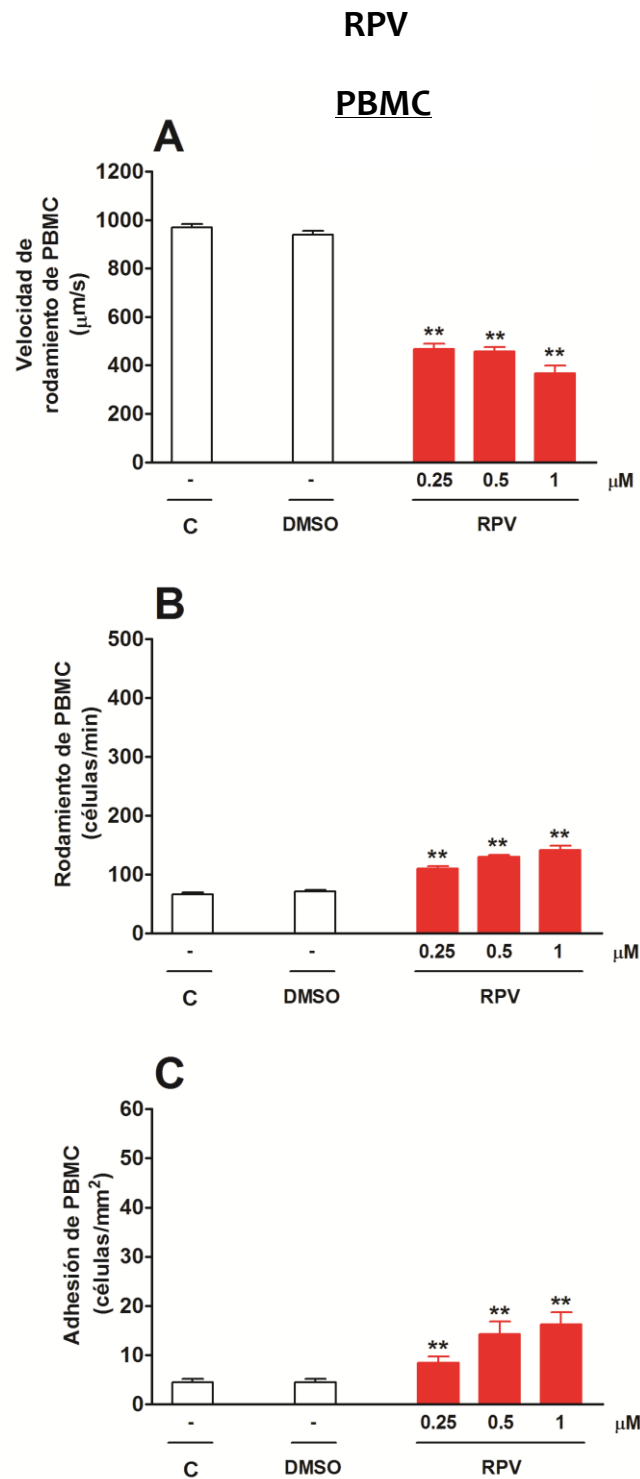 RPV
PBMC
A
Velocidad de
rodamiento de PBMC
(μm/s)
1200
1000
800
600
400
200
0
** ** **
- - 0.25 0.5 1 μM
C DMSO RPV
B
Rodamiento de PBMC
(células/min)
500
400
300
200
100
0
** ** **
- - 0.25 0.5 1 μM
C DMSO RPV
C
Adhesión de PBMC
(células/mm²)
60
50
40
30
20
10
0
** ** **
- - 0.25 0.5 1 μM
C DMSO RPV